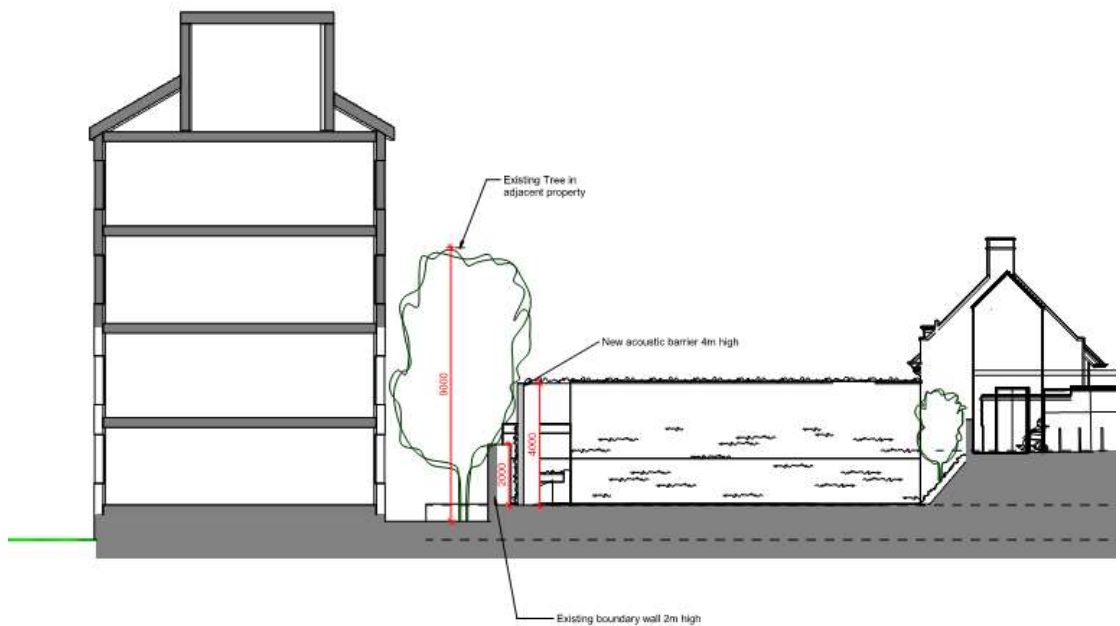 Existing Tree in
adjacent property
New acoustic barrier 4m high
9000
4000
2000
Existing boundary wall 2m high